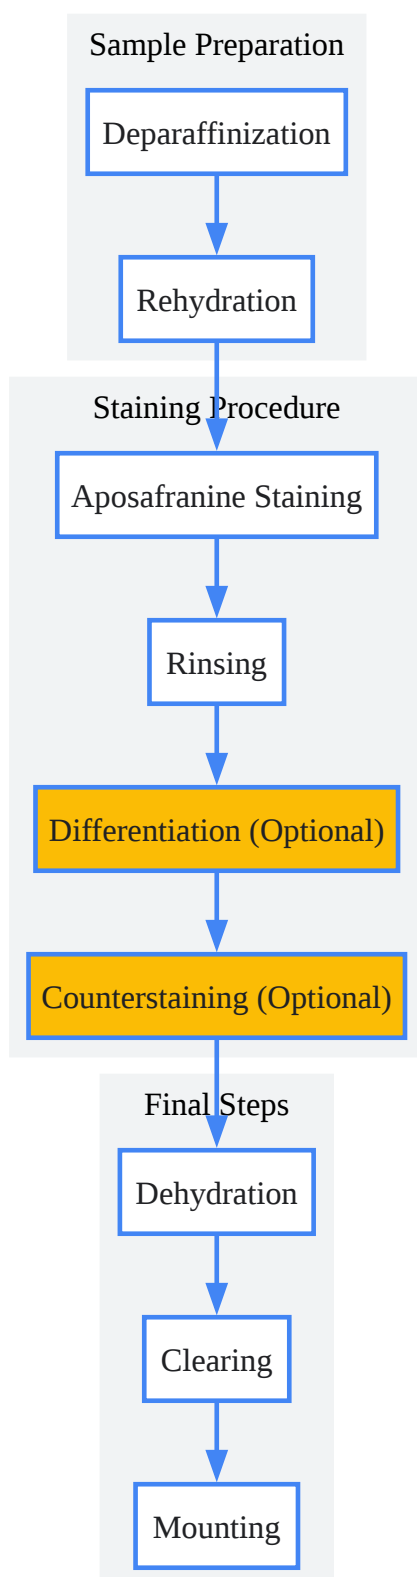 Sample Preparation
Deparaffinization
Rehydration
Staining Procedure
Aposafranine Staining
Rinsing
Differentiation (Optional)
Counterstaining (Optional)
Final Steps
Dehydration
Clearing
Mounting